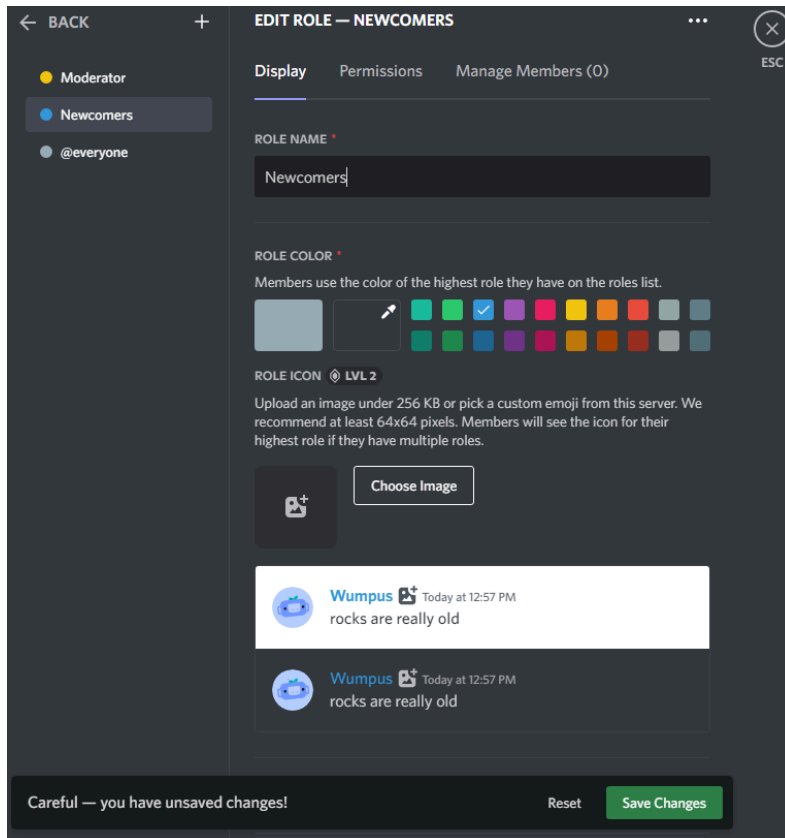 BACK
+
Moderator
Newcomers
@everyone
EDIT ROLE — NEWCOMERS
ESC
Display Permissions Manage Members (0)
ROLE NAME *
Newcomers
ROLE COLOR *
Members use the color of the highest role they have on the roles list.
ROLE ICON LVL 2
Upload an image under 256 KB or pick a custom emoji from this server. We
recommend at least 64x64 pixels. Members will see the icon for their
highest role if they have multiple roles.
Choose Image
Wumpus Today at 12:57 PM
rocks are really old
Wumpus Today at 12:57 PM
rocks are really old
Careful — you have unsaved changes! Reset Save Changes